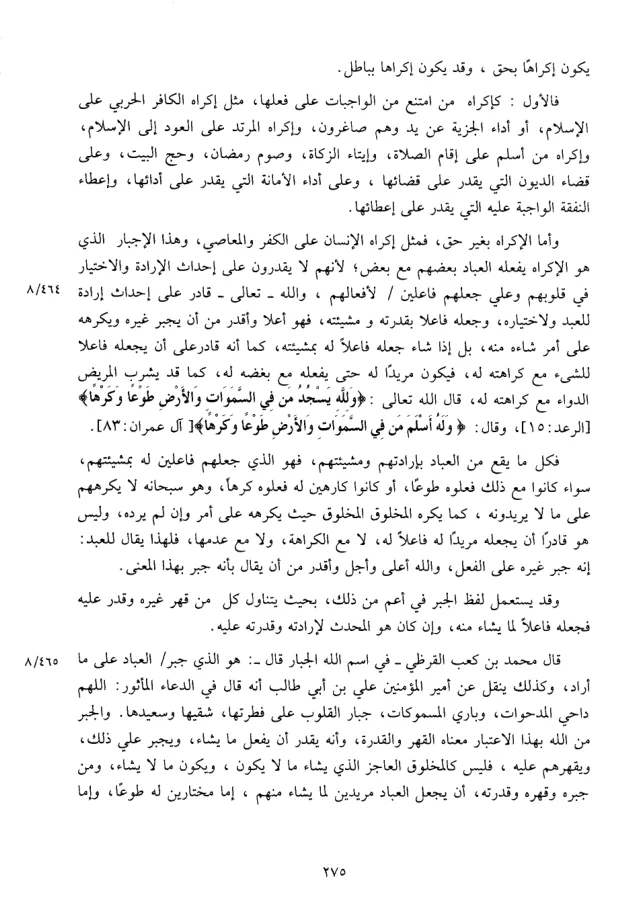 يكون إكراهًا بحق ، وقد يكون إكراها بباطل.
فالأول : كإكراه من امتنع من الواجبات على فعلها، مثل إكراه الكافر الحربي على
الإسلام، أو أداء الجزية عن يد وهم صاغرون، وإكراه المرتد على العود إلى الإسلام،
وإكراه من أسلم على إقام الصلاة، وإيتاء الزكاة، وصوم رمضان، وحج البيت، وعلى
قضاء الديون التي يقدر على قضائها ، وعلى أداء الأمانة التي يقدر على أدائها، وإعطاء
النفقة الواجبة عليه التي يقدر على إعطائها.
وأما الإكراه بغير حق، فمثل إكراه الإنسان على الكفر والمعاصي، وهذا الإجبار الذي
هو الإكراه يفعله العباد بعضهم مع بعض؛ لأنهم لا يقدرون على إحداث الإرادة والاختيار
في قلوبهم وعلي جعلهم فاعلين / لأفعالهم ، والله ـ تعالى ـ قادر على إحداث إرادة ٨/٤٦٤
للعبد ولاختياره، وجعله فاعلا بقدرته و مشيئته، فهو أعلا وأقدر من أن يجبر غيره ويكرهه
على أمر شاءه منه، بل إذا شاء جعله فاعلاً له بمشيئته، كما أنه قادرعلى أن يجعله فاعلا
للشىء مع كراهته له، فيكون مريدًا له حتى يفعله مع بغضه له، كما قد يشرب المريض
الدواء مع كراهته له، قال الله تعالى :﴿وَلِلَّهِ يَسْجُدُ مَن فِي السَّمَوَاتِ وَالأَرْضِ طَوْعًا وَكَرْهًا﴾
[الرعد:١٥]، وقال: ﴿ وَلَهُ أَسْلَمَ مَن فِي السَّمَوَاتِ وَالأَرْضِ طَوْعًا وَكَرْهًا﴾[ آل عمران:٨٣].
فكل ما يقع من العباد بإرادتهم ومشيئتهم، فهو الذي جعلهم فاعلين له بمشيئتهم،
سواء كانوا مع ذلك فعلوه طوعًا، أو كانوا كارهين له فعلوه كرهاً، وهو سبحانه لا يكرههم
على ما لا يريدونه ، كما يكره المخلوق المخلوق حيث يكرهه على أمر وإن لم يرده، وليس
هو قادرًا أن يجعله مريدًا له فاعلاً له، لا مع الكراهة، ولا مع عدمها، فلهذا يقال للعبد:
إنه جبر غيره على الفعل، والله أعلى وأجل وأقدر من أن يقال بأنه جبر بهذا المعنى.
وقد يستعمل لفظ الجبر في أعم من ذلك، بحيث يتناول كل من قهر غيره وقدر عليه
فجعله فاعلاً لما يشاء منه، وإن كان هو المحدث لإرادته وقدرته عليه.
قال محمد بن كعب القرظي ـ في اسم الله الجبار قال ـ: هو الذي جبر/ العباد على ما ٨/٤٦٥
أراد، وكذلك ينقل عن أمير المؤمنين علي بن أبي طالب أنه قال في الدعاء المأثور: اللهم
داحي المدحوات، وباري المسموكات، جبار القلوب على فطرتها، شقيها وسعيدها. والجبر
من الله بهذا الاعتبار معناه القهر والقدرة، وأنه يقدر أن يفعل ما يشاء، ويجبر علي ذلك،
ويقهرهم عليه ، فليس كالمخلوق العاجز الذي يشاء ما لا يكون ، ويكون ما لا يشاء، ومن
جبره وقهره وقدرته، أن يجعل العباد مريدين لما يشاء منهم ، إما مختارين له طوعًا، وإما
٢٧٥